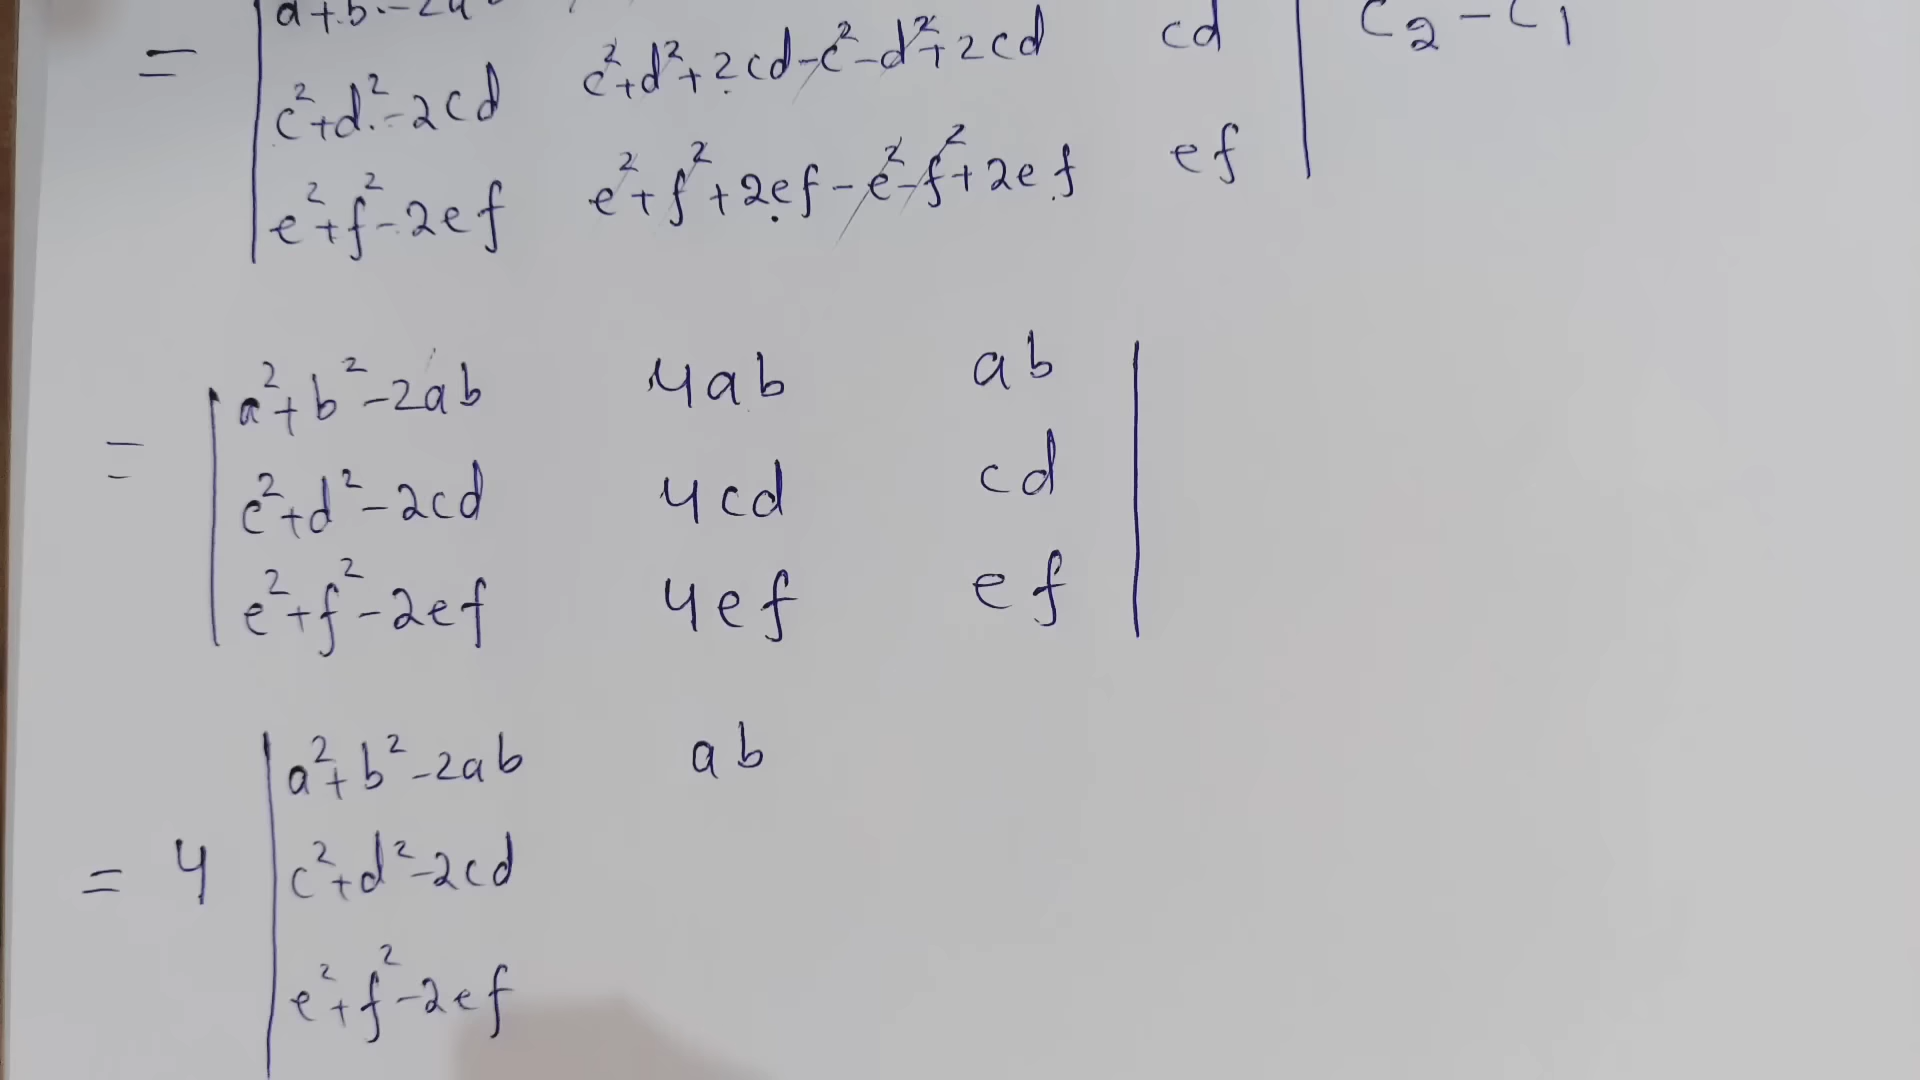 a+b-2a
= c²+d²-2cd c²+d²+2cd-c²-d²+2cd cd C₂-C₁
e²+f²-2ef e²+f²+2ef-e²-f²+2ef ef
a²+b²-2ab 4ab ab
= c²+d²-2cd 4cd cd
e²+f²-2ef 4ef ef
a²+b²-2ab ab
= 4 c²+d²-2cd
e²+f²-2ef